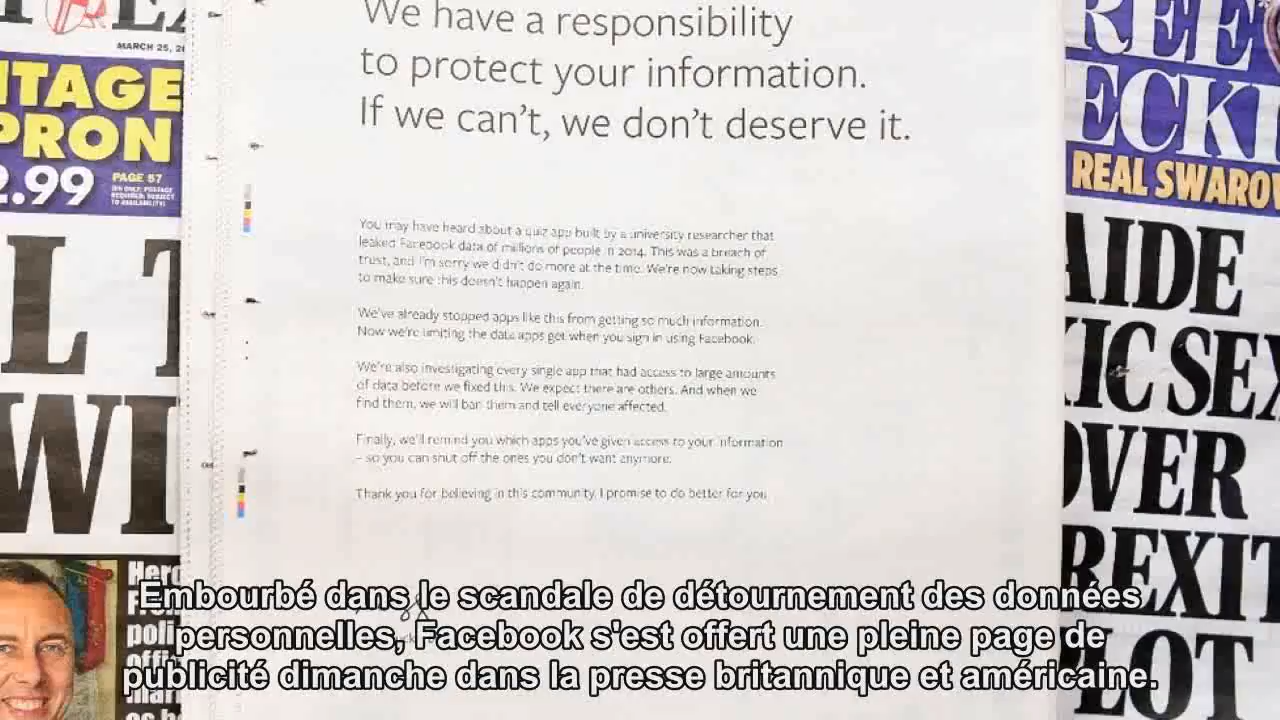 MARCH 25, 2
ITAGE
PRON
2.99
PAGE 57
We have a responsibility
to protect your information.
If we can't, we don't deserve it.
You may have heard about a quiz app built by a university researcher that
leaked Facebook data of millions of people in 2014. This was a breach of
trust, and I'm sorry we didn't do more at the time. We're now taking steps
to make sure this doesn't happen again.
We've already stopped apps like this from getting so much information.
Now we're limiting the data apps get when you sign in using Facebook.
We're also investigating every single app that had access to large amounts
of data before we fixed this. We expect there are others. And when we
find them, we will ban them and tell everyone affected.
Finally, we'll remind you which apps you've given access to your information
– so you can shut off the ones you don't want anymore.
Thank you for believing in this community. I promise to do better for you.
REE
ECK
REAL SWARO
L T
WI
AIDE
IC SEX
OVER
REXIT
LOT
Embourbé dans le scandale de détournement des données
personnelles, Facebook s'est offert une pleine page de
publicité dimanche dans la presse britannique et américaine.